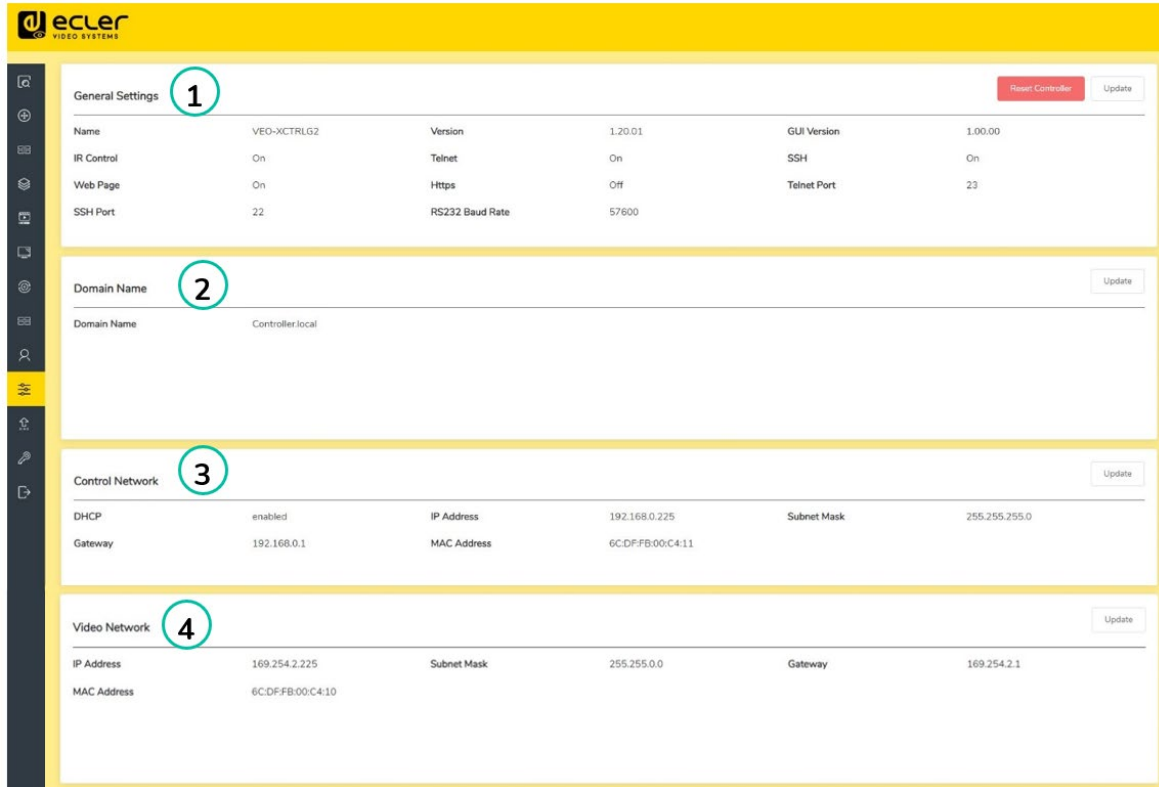 ecler
VIDEO SYSTEMS
General Settings 1 Reset Controller Update
Name VEO-XCTRLG2 Version 1.20.01 GUI Version 1.00.00
IR Control On Telnet On SSH On
Web Page On Https Off Telnet Port 23
SSH Port 22 RS232 Baud Rate 57600
Domain Name 2 Update
Domain Name Controller.local
Control Network 3 Update
DHCP enabled IP Address 192.168.0.225 Subnet Mask 255.255.255.0
Gateway 192.168.0.1 MAC Address 6C:DF:FB:00:C4:11
Video Network 4 Update
IP Address 169.254.2.225 Subnet Mask 255.255.0.0 Gateway 169.254.2.1
MAC Address 6C:DF:FB:00:C4:10